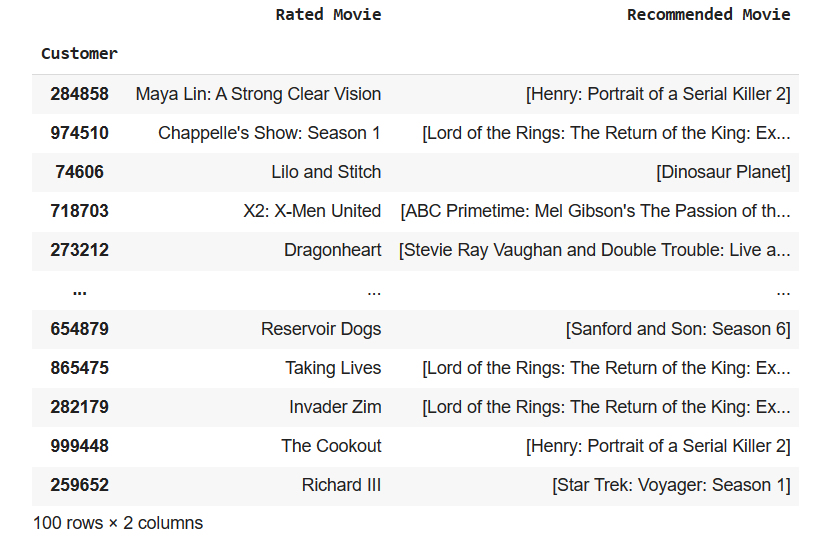 Rated Movie Recommended Movie
Customer
284858 Maya Lin: A Strong Clear Vision [Henry: Portrait of a Serial Killer 2]
974510 Chappelle's Show: Season 1 [Lord of the Rings: The Return of the King: Ex...
74606 Lilo and Stitch [Dinosaur Planet]
718703 X2: X-Men United [ABC Primetime: Mel Gibson's The Passion of th...
273212 Dragonheart [Stevie Ray Vaughan and Double Trouble: Live a...
... ... ...
654879 Reservoir Dogs [Sanford and Son: Season 6]
865475 Taking Lives [Lord of the Rings: The Return of the King: Ex...
282179 Invader Zim [Lord of the Rings: The Return of the King: Ex...
999448 The Cookout [Henry: Portrait of a Serial Killer 2]
259652 Richard III [Star Trek: Voyager: Season 1]
100 rows × 2 columns